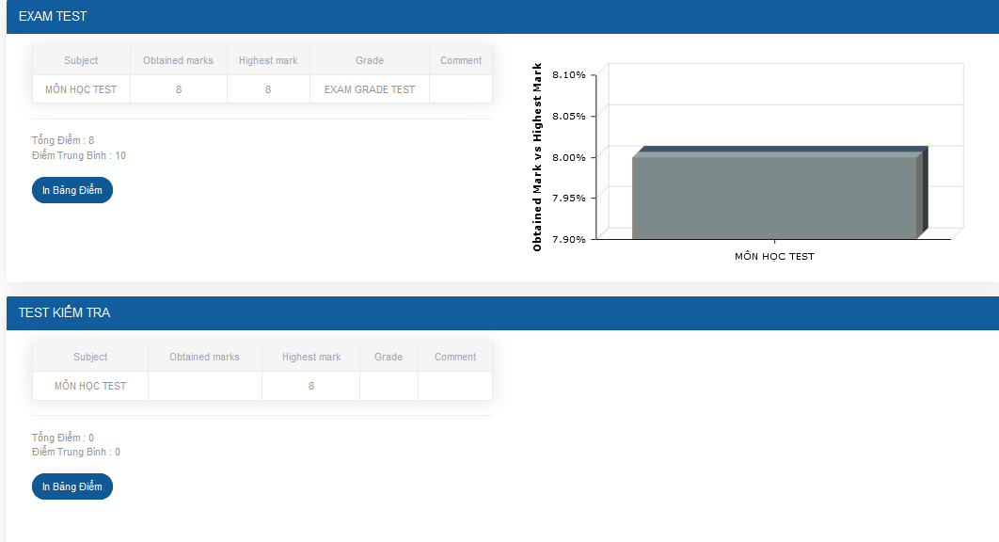 EXAM TEST
Subject Obtained marks Highest mark Grade Comment
MÔN HỌC TEST 8 8 EXAM GRADE TEST
Tổng Điểm : 8
Điểm Trung Bình : 10
In Bảng Điểm
Obtained Mark vs Highest Mark
8.10%
8.05%
8.00%
7.95%
7.90%
MÔN HỌC TEST
TEST KIỂM TRA
Subject Obtained marks Highest mark Grade Comment
MÔN HỌC TEST 8
Tổng Điểm : 0
Điểm Trung Bình : 0
In Bảng Điểm